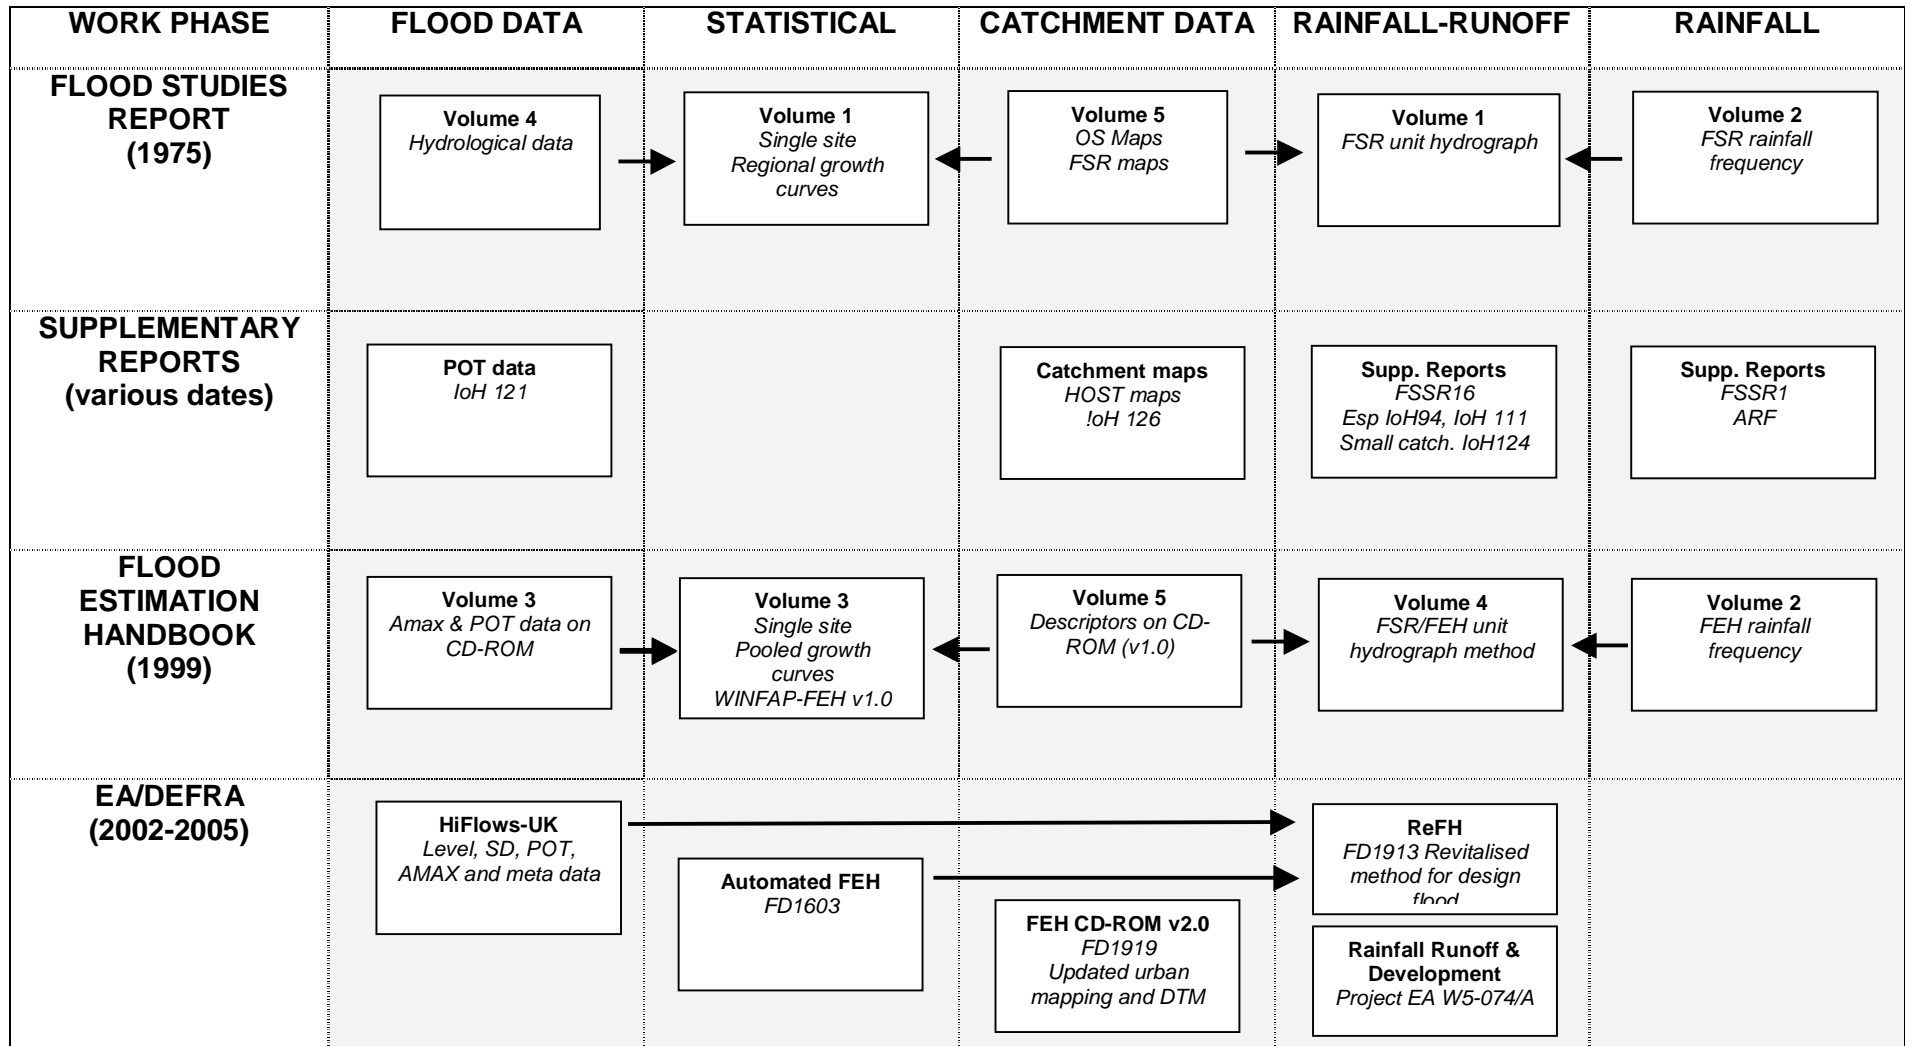 WORK PHASE
FLOOD DATA
STATISTICAL
CATCHMENT DATA
RAINFALL-RUNOFF
RAINFALL
FLOOD STUDIES
REPORT
(1975)
Volume 4
Hydrological data
Volume 1
Single site
Regional growth
curves
Volume 5
OS Maps
FSR maps
Volume 1
FSR unit hydrograph
Volume 2
FSR rainfall
frequency
SUPPLEMENTARY
REPORTS
(various dates)
POT data
IoH 121
Catchment maps
HOST maps
!oH 126
Supp. Reports
FSSR16
Esp IoH94, IoH 111
Small catch. IoH124
Supp. Reports
FSSR1
ARF
FLOOD
ESTIMATION
HANDBOOK
(1999)
Volume 3
Amax & POT data on
CD-ROM
Volume 3
Single site
Pooled growth
curves
WINFAP-FEH v1.0
Volume 5
Descriptors on CD-
ROM (v1.0)
Volume 4
FSR/FEH unit
hydrograph method
Volume 2
FEH rainfall
frequency
EA/DEFRA
(2002-2005)
HiFlows-UK
Level, SD, POT,
AMAX and meta data
Automated FEH
FD1603
FEH CD-ROM v2.0
FD1919
Updated urban
mapping and DTM
ReFH
FD1913 Revitalised
method for design
flood
Rainfall Runoff &
Development
Project EA W5-074/A